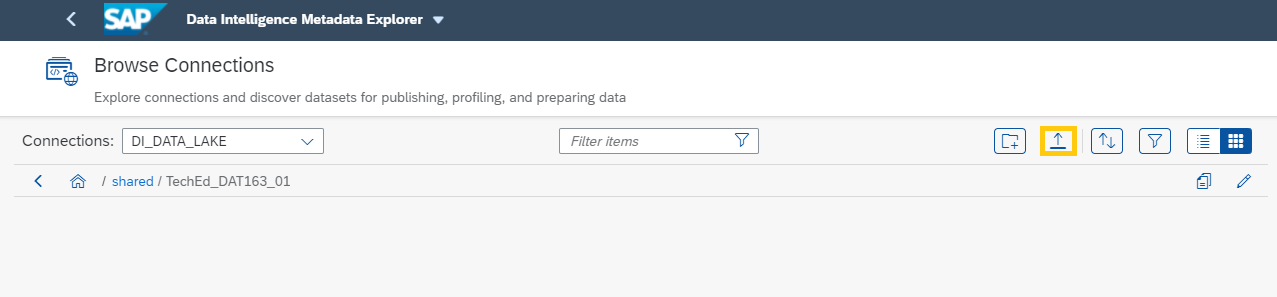 SAP Data Intelligence Metadata Explorer
Browse Connections
Explore connections and discover datasets for publishing, profiling, and preparing data
Connections: DI_DATA_LAKE Filter items
/ shared / TechEd_DAT163_01